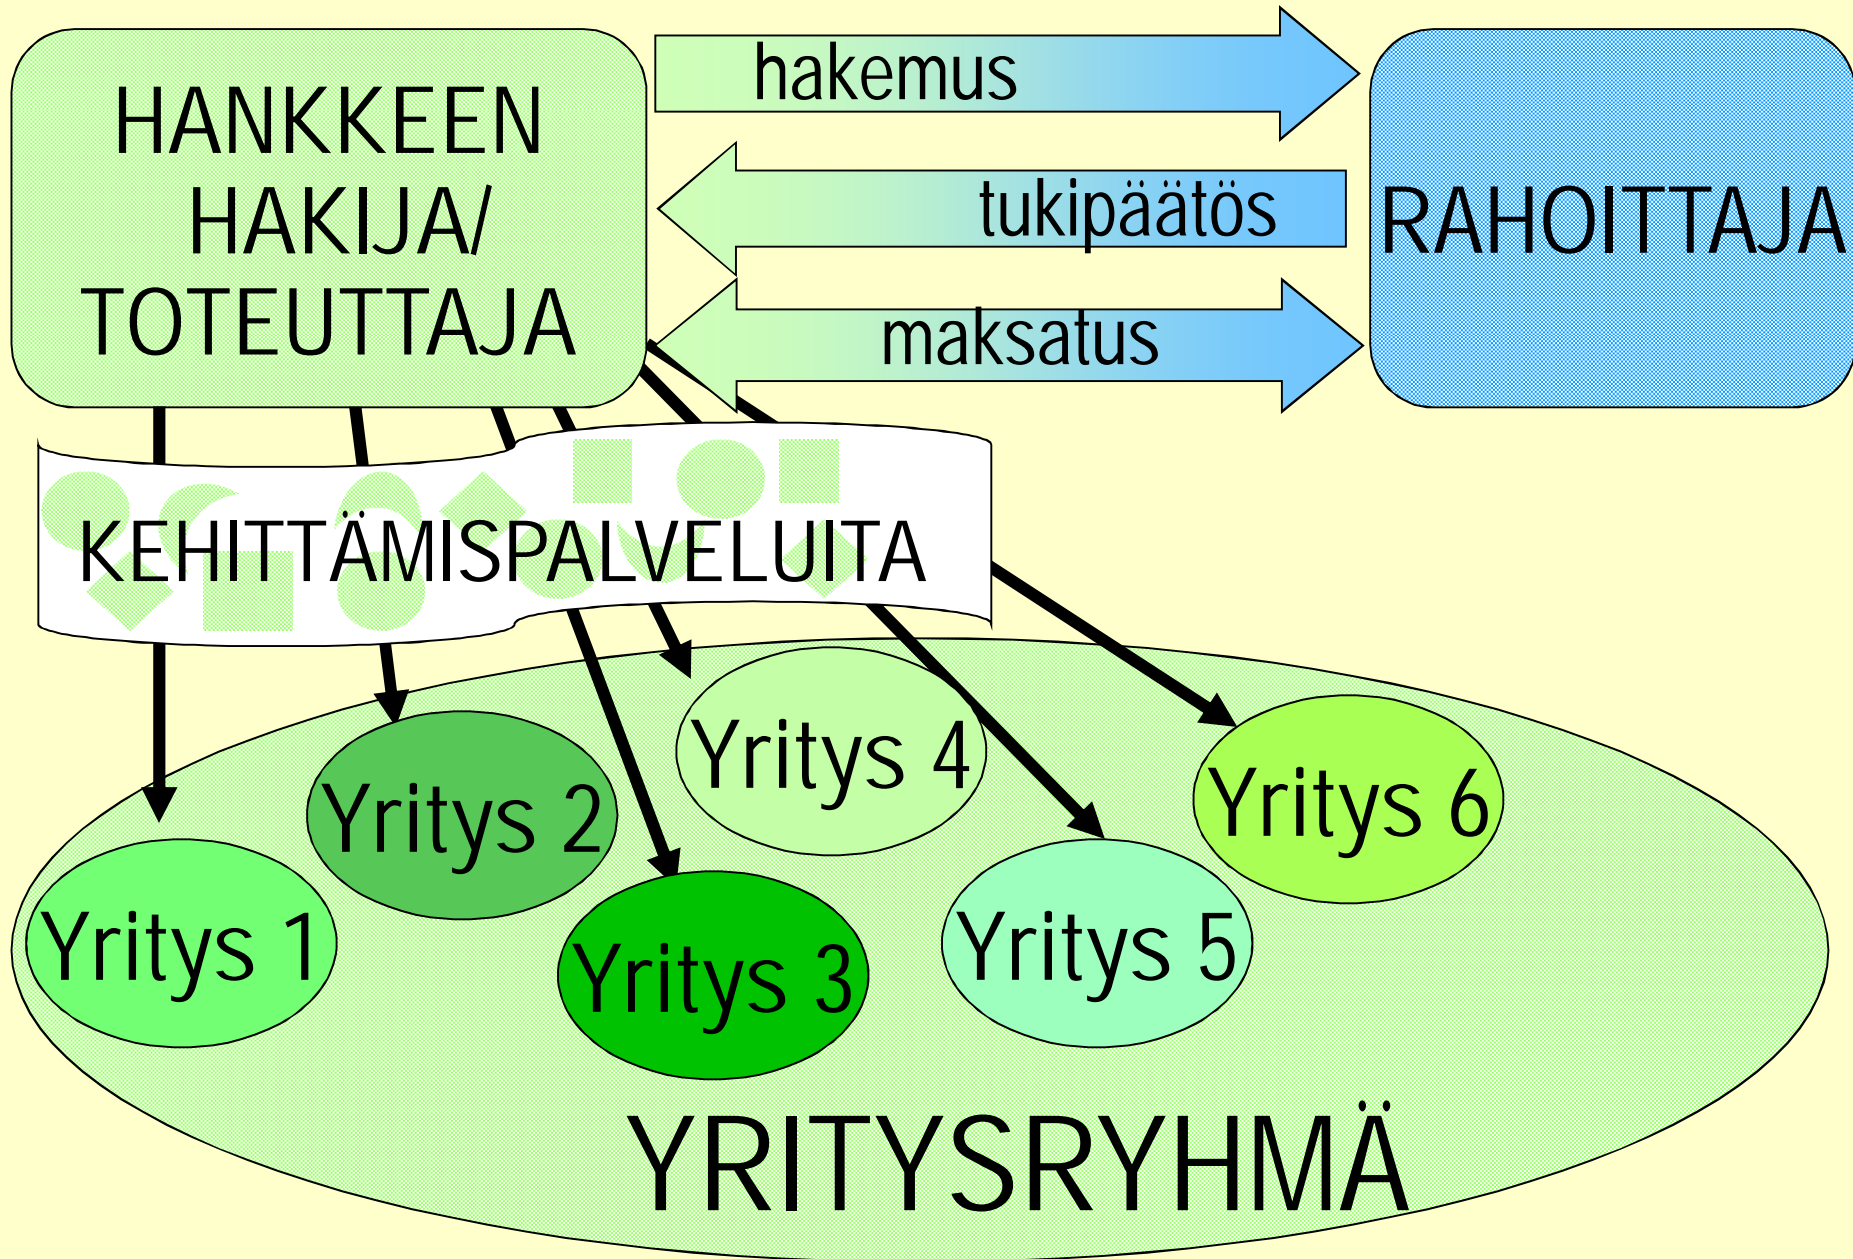 HANKKEEN
HAKIJA/
TOTEUTTAJA
hakemus
tukipäätös
maksatus
RAHOITTAJA
KEHITTÄMISPALVELUITA
Yritys 1
Yritys 2
Yritys 3
Yritys 4
Yritys 5
Yritys 6
YRITYSRYHMÄ